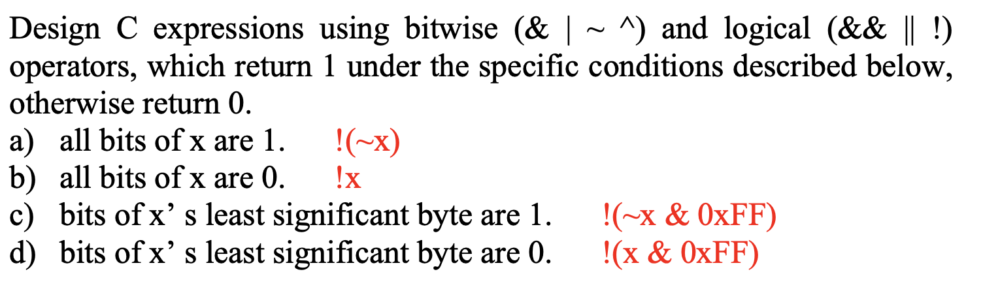 Design C expressions using bitwise (& | ~ ^) and logical (&& || !)
operators, which return 1 under the specific conditions described below,
otherwise return 0.
a) all bits of x are 1. !(~x)
b) all bits of x are 0. !x
c) bits of x’ s least significant byte are 1. !(~x & 0xFF)
d) bits of x’ s least significant byte are 0. !(x & 0xFF)